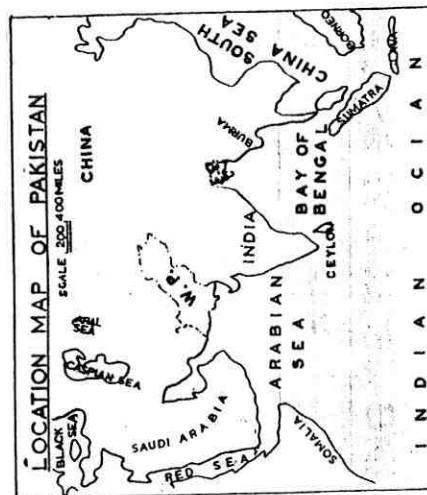 LOCATION MAP OF PAKISTAN
SCALE 200 400 MILES
BLACK SEA
CASPIAN SEA
ARAL SEA
CHINA
W. P.
SAUDI ARABIA
RED SEA
INDIA
BURMA
SOUTH CHINA SEA
ARABIAN SEA
BAY OF BENGAL
CEYLON
SOMALIA
SUMATRA
BORNEO
INDIAN OCIAN